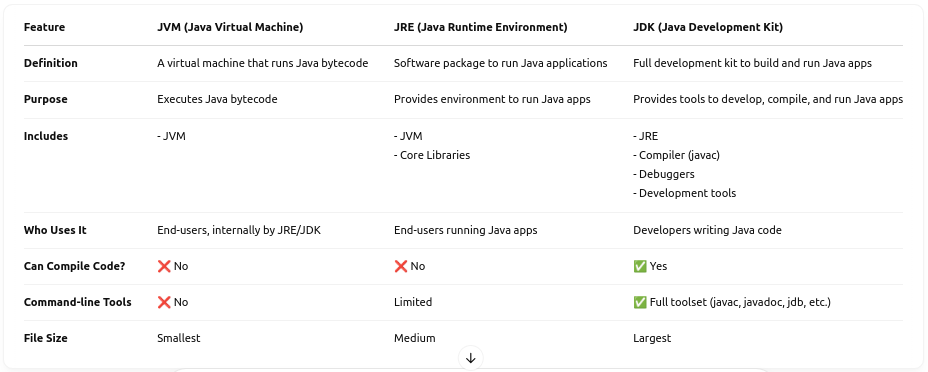 Feature JVM (Java Virtual Machine) JRE (Java Runtime Environment) JDK (Java Development Kit)
Definition A virtual machine that runs Java bytecode Software package to run Java applications Full development kit to build and run Java apps
Purpose Executes Java bytecode Provides environment to run Java apps Provides tools to develop, compile, and run Java apps
Includes - JVM - JVM - JRE
- Core Libraries - Compiler (javac)
- Debuggers
- Development tools
Who Uses It End-users, internally by JRE/JDK End-users running Java apps Developers writing Java code
Can Compile Code? ❌ No ❌ No ✅ Yes
Command-line Tools ❌ No Limited ✅ Full toolset (javac, javadoc, jdb, etc.)
File Size Smallest Medium Largest